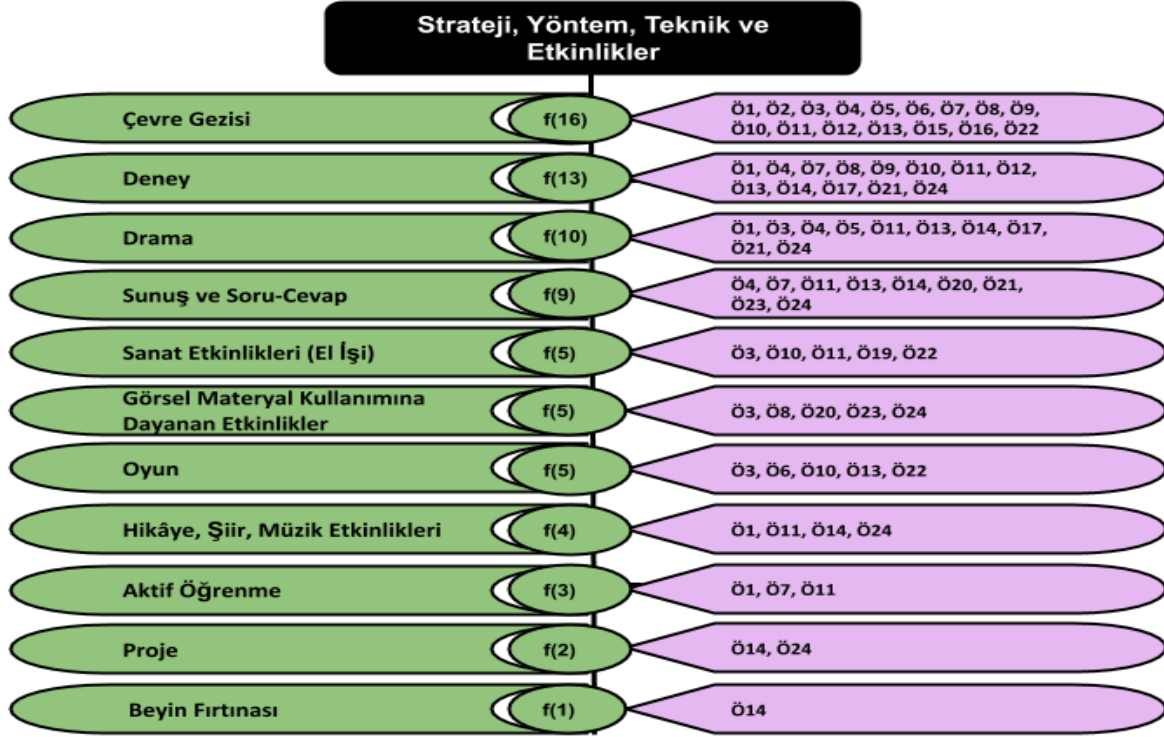 Strateji, Yöntem, Teknik ve
Etkinlikler
Çevre Gezisi
f(16)
Ö1, Ö2, Ö3, Ö4, Ö5, Ö6, Ö7, Ö8, Ö9,
Ö10, Ö11, Ö12, Ö13, Ö15, Ö16, Ö22
Deney
f(13)
Ö1, Ö4, Ö7, Ö8, Ö9, Ö10, Ö11, Ö12,
Ö13, Ö14, Ö17, Ö21, Ö24
Drama
f(10)
Ö1, Ö3, Ö4, Ö5, Ö11, Ö13, Ö14, Ö17,
Ö21, Ö24
Sunuş ve Soru-Cevap
f(9)
Ö4, Ö7, Ö11, Ö13, Ö14, Ö20, Ö21,
Ö23, Ö24
Sanat Etkinlikleri (El İşi)
f(5)
Ö3, Ö10, Ö11, Ö19, Ö22
Görsel Materyal Kullanımına
Dayanan Etkinlikler
f(5)
Ö3, Ö8, Ö20, Ö23, Ö24
Oyun
f(5)
Ö3, Ö6, Ö10, Ö13, Ö22
Hikâye, Şiir, Müzik Etkinlikleri
f(4)
Ö1, Ö11, Ö14, Ö24
Aktif Öğrenme
f(3)
Ö1, Ö7, Ö11
Proje
f(2)
Ö14, Ö24
Beyin Fırtınası
f(1)
Ö14